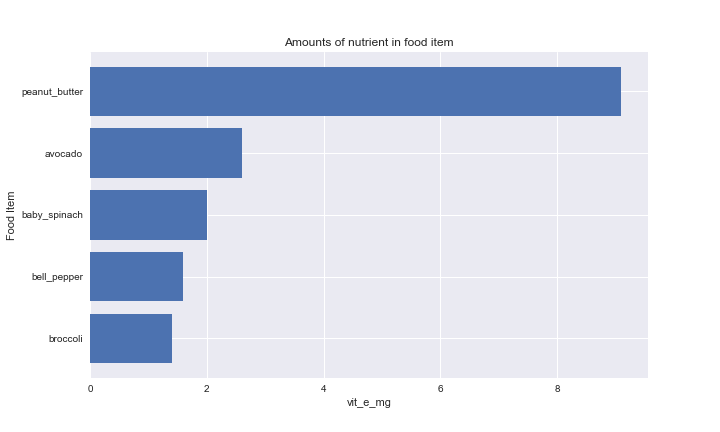 Amounts of nutrient in food item
peanut_butter
avocado
baby_spinach
bell_pepper
broccoli
Food Item
0 2 4 6 8
vit_e_mg